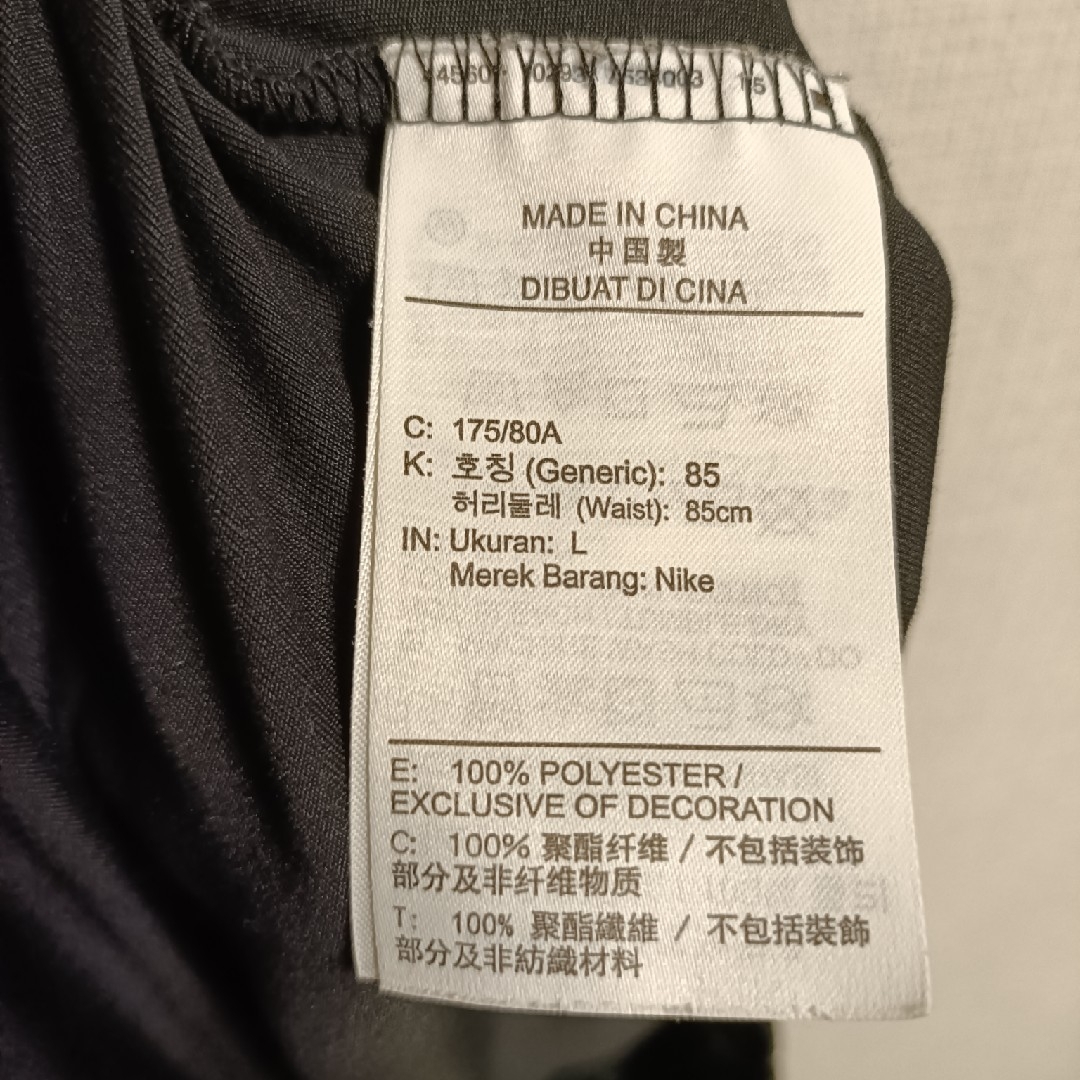 MADE IN CHINA
中国製
DIBUAT DI CINA
C: 175/80A
K: 호칭 (Generic): 85
허리둘레 (Waist): 85cm
IN: Ukuran: L
Merek Barang: Nike
E: 100% POLYESTER /
EXCLUSIVE OF DECORATION
C: 100% 聚酯纤维 / 不包括装饰
部分及非纤维物质
T: 100% 聚酯纖維 / 不包括裝飾
部分及非紡織材料